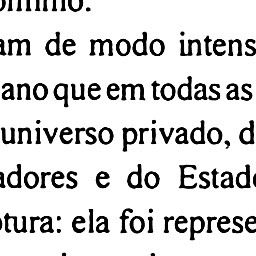 am de modo intens
ano que em todas as
universo privado, d
adores e do Estad
tura: ela foi represe